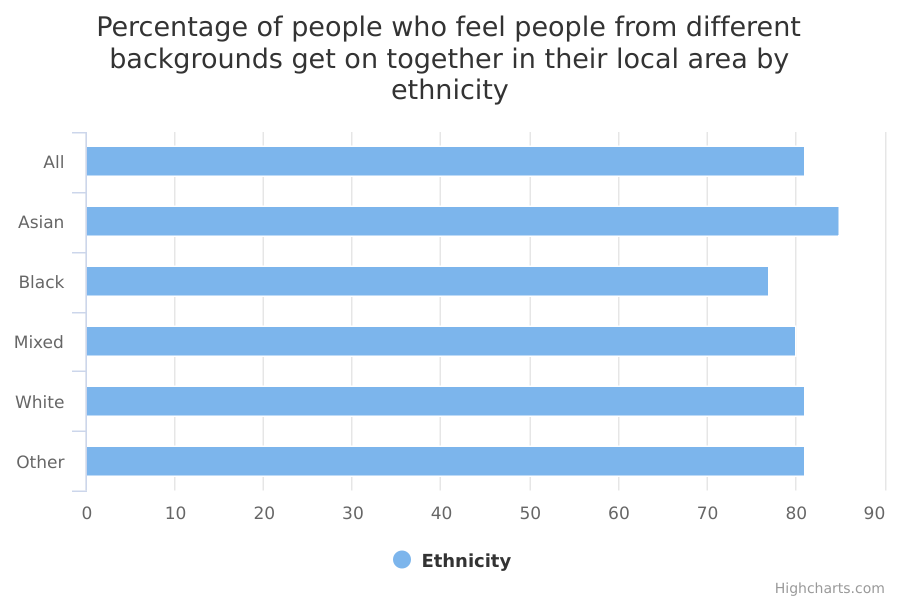 Percentage of people who feel people from different
backgrounds get on together in their local area by
ethnicity
All
Asian
Black
Mixed
White
Other
0 10 20 30 40 50 60 70 80 90
Ethnicity
Highcharts.com